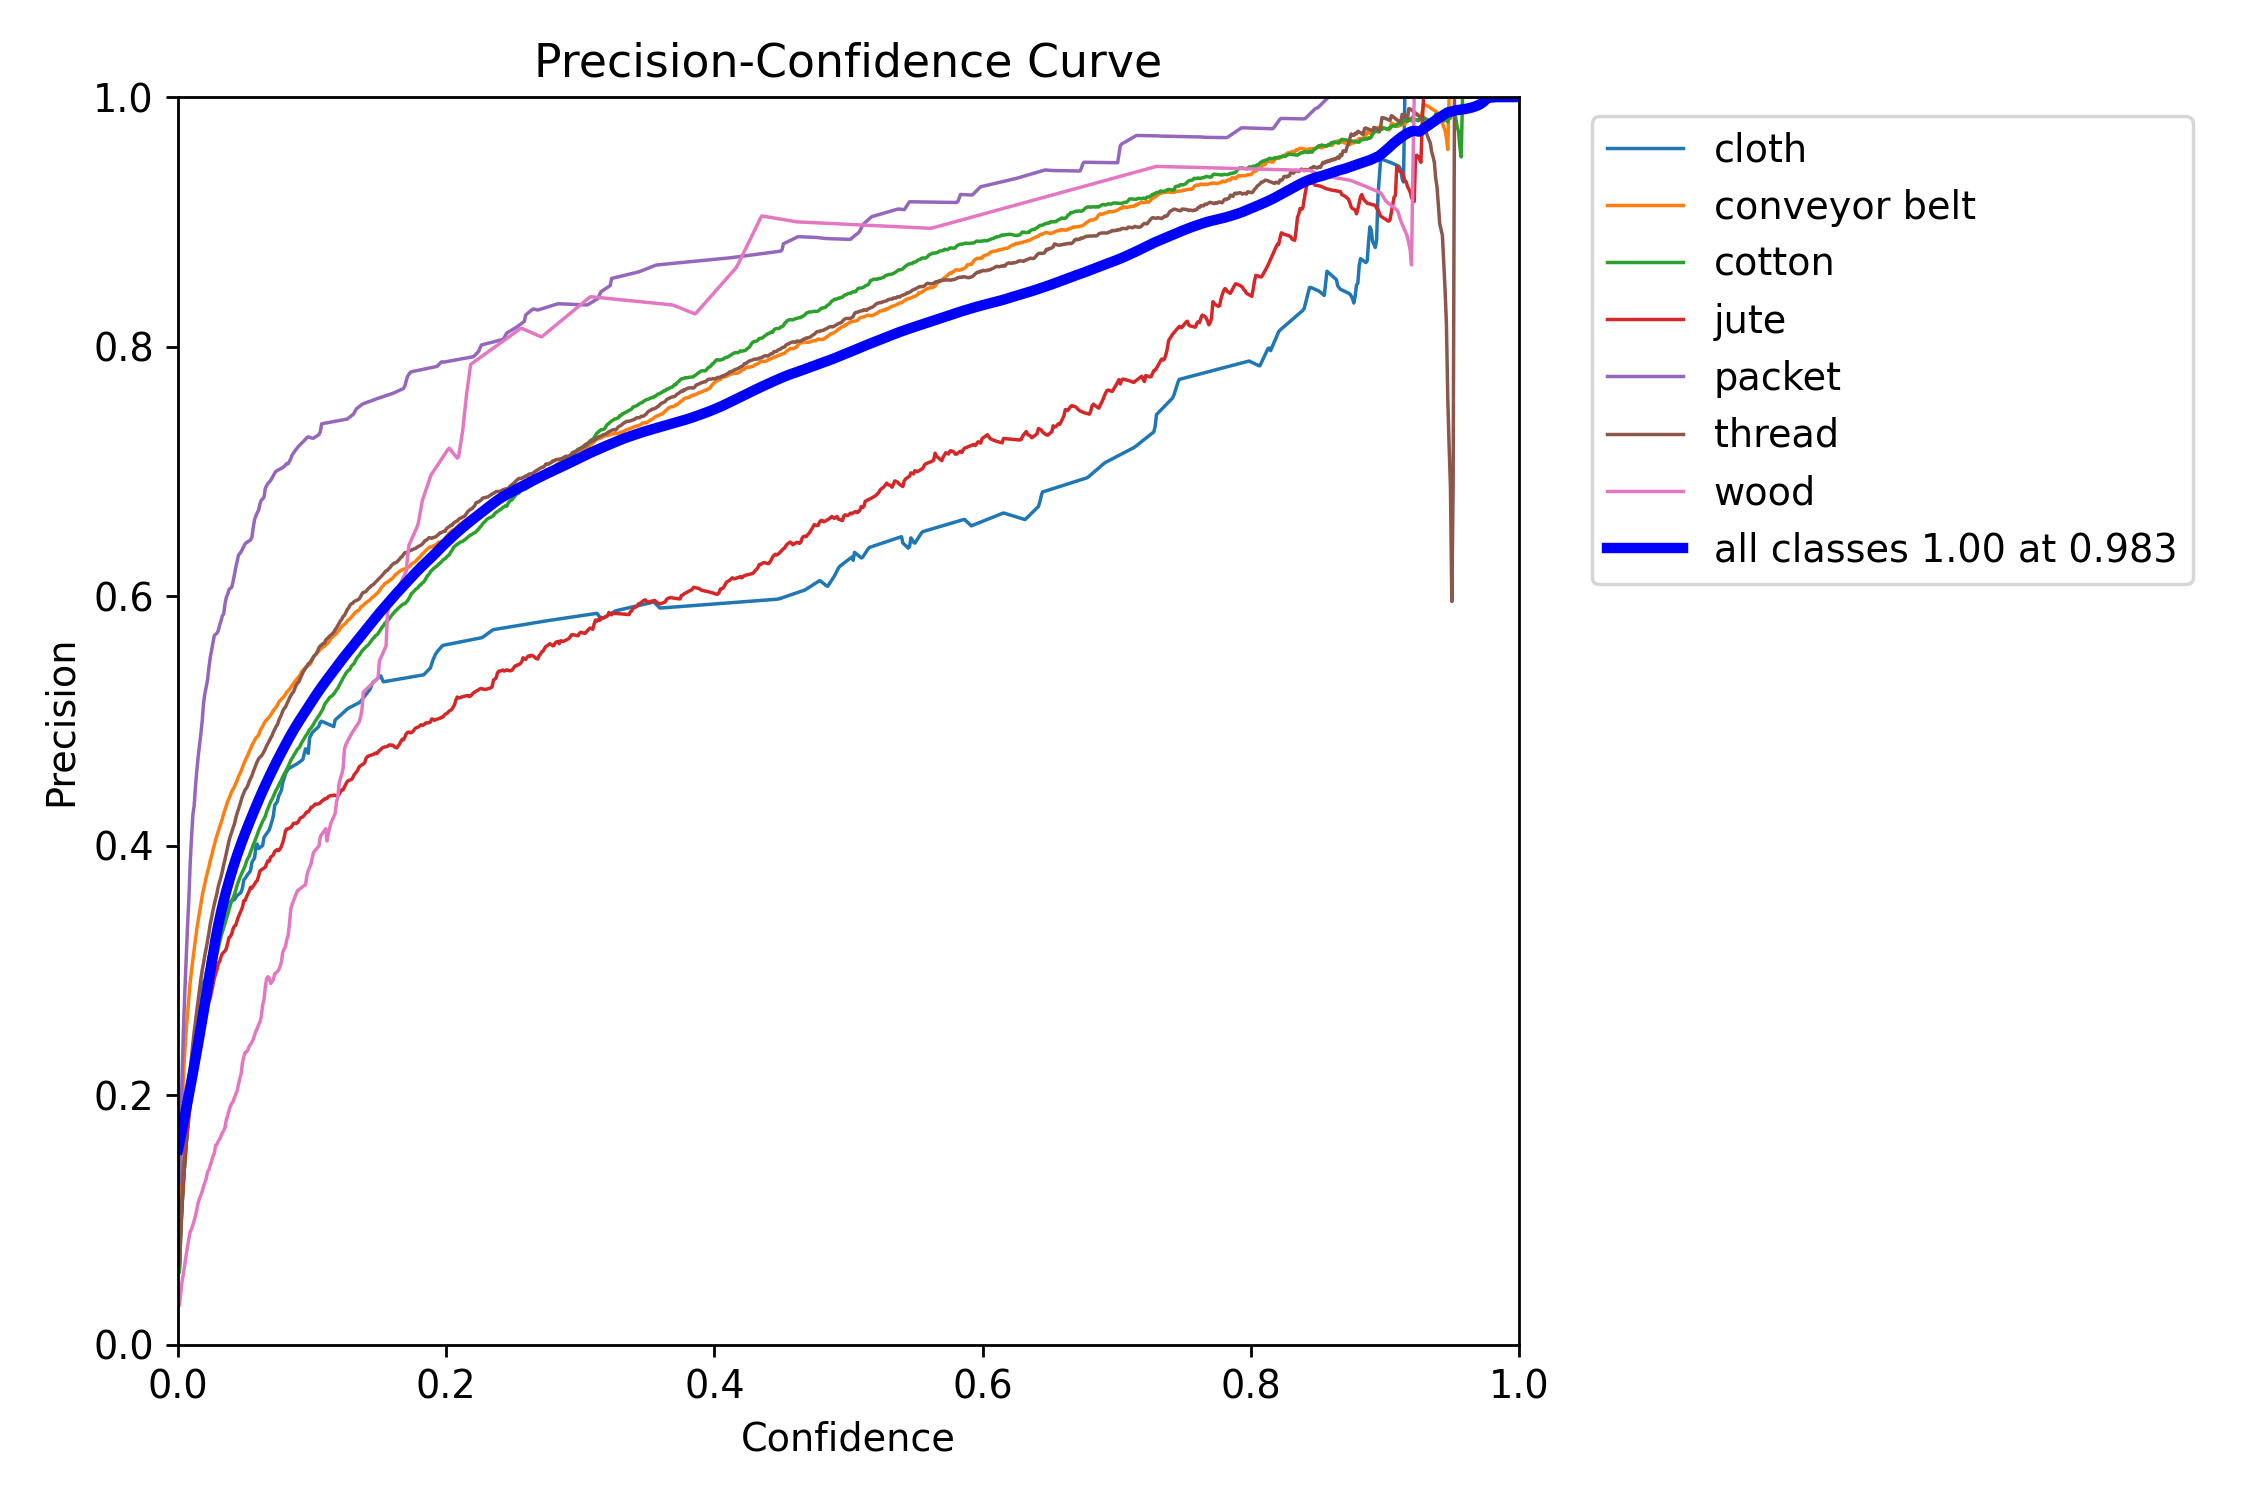 Precision-Confidence Curve
1.0
0.8
0.6
0.4
0.2
0.0
Precision
0.0 0.2 0.4 0.6 0.8 1.0
Confidence
cloth
conveyor belt
cotton
jute
packet
thread
wood
all classes 1.00 at 0.983